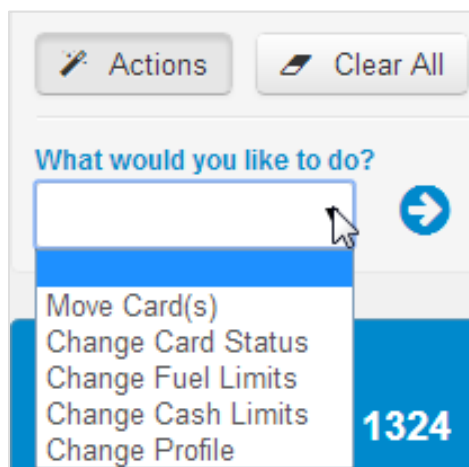 Actions Clear All
What would you like to do?
Move Card(s)
Change Card Status
Change Fuel Limits
Change Cash Limits
1324
Change Profile